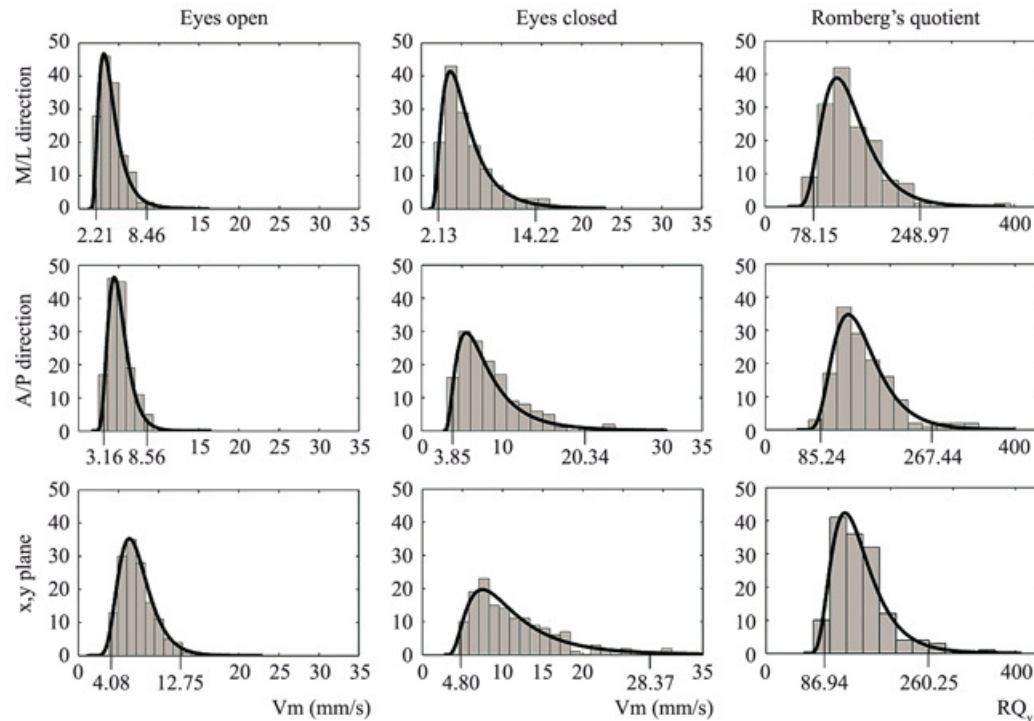 Eyes open Eyes closed Romberg's quotient
M/L direction
50 50 50
40 40 40
30 30 30
20 20 20
10 10 10
0 0 0
15 20 25 30 35 20 25 30 35 0 400
2.21 8.46 2.13 14.22 78.15 248.97
A/P direction
50 50 50
40 40 40
30 30 30
20 20 20
10 10 10
0 0 0
15 20 25 30 35 0 10 30 35 0 400
3.16 8.56 3.85 20.34 85.24 267.44
x,y plane
50 50 50
40 40 40
30 30 30
20 20 20
10 10 10
0 0 0
0 20 25 30 35 0 10 15 20 35 0 400
4.08 12.75 4.80 28.37 86.94 260.25
Vm (mm/s) Vm (mm/s) RQ